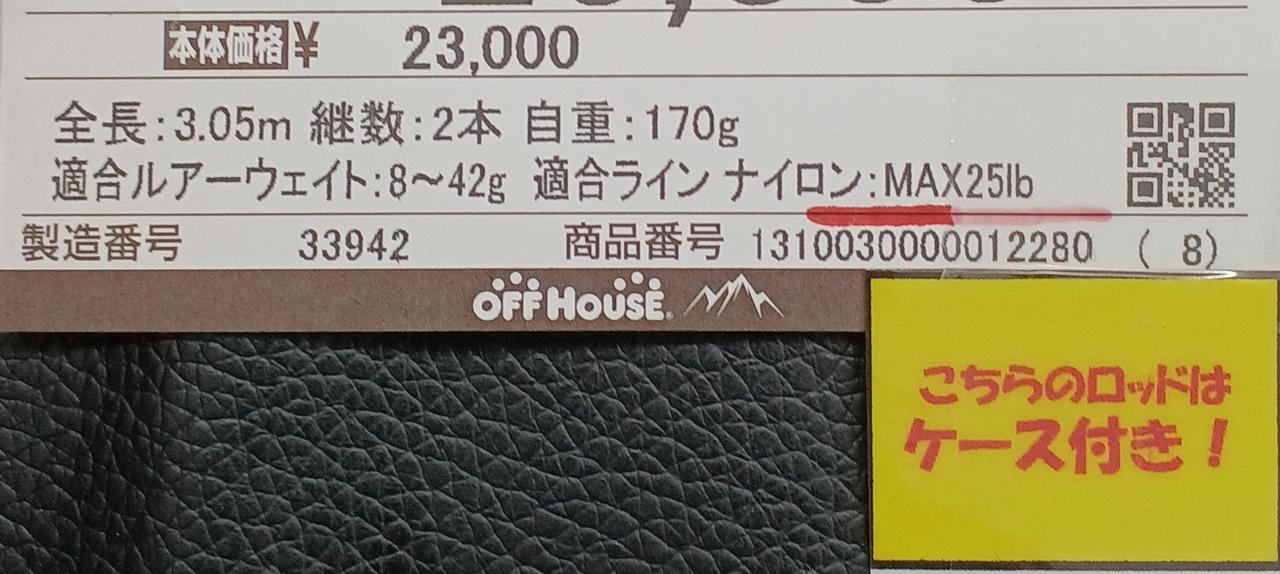 本体価格 ¥ 23,000
全長:3.05m 継数:2本 自重:170g
適合ルアーウェイト:8~42g 適合ライン ナイロン:MAX25lb
製造番号 33942 商品番号 1310030000012280 ( 8)
OFF HOUSE®
こちらのロッドは
ケース付き!